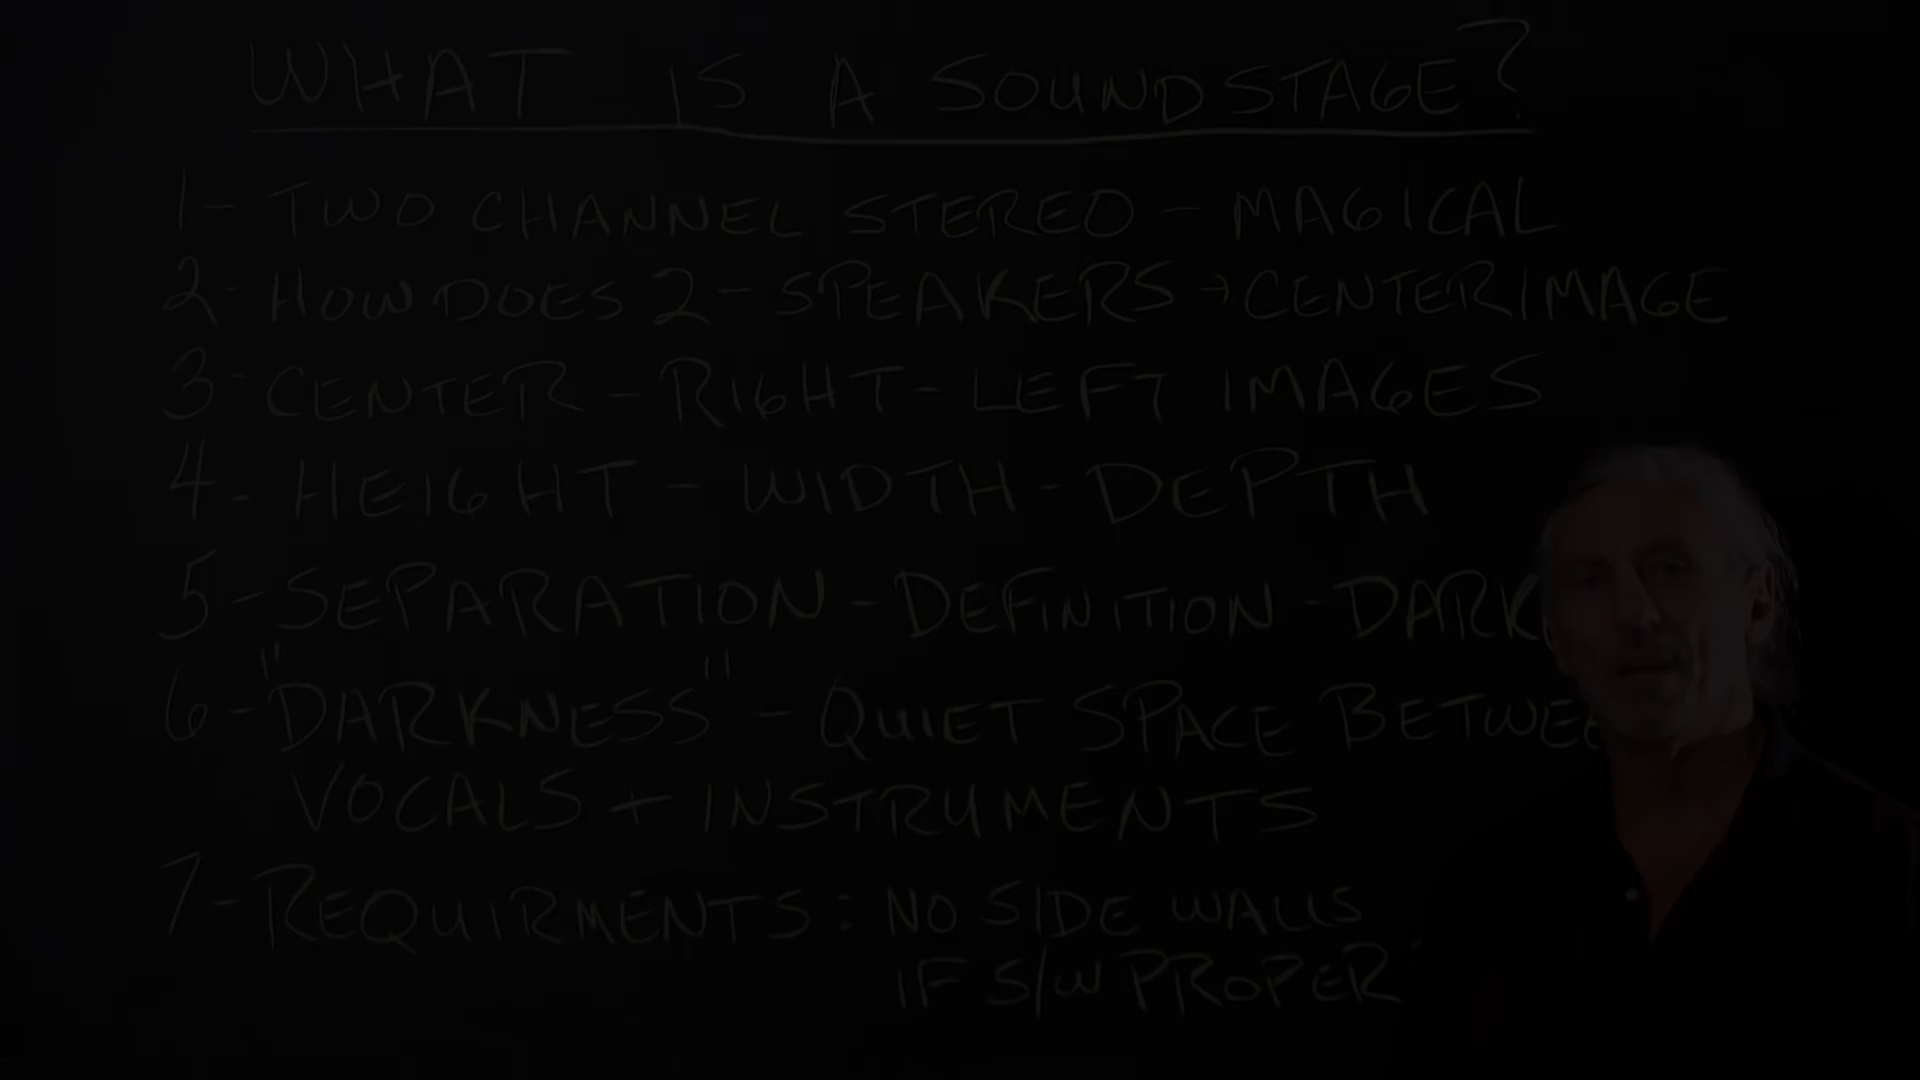 WHAT IS A SOUNDSTAGE?
1- TWO CHANNEL STEREO - MAGICAL
2- HOW DOES 2- SPEAKERS → CENTER IMAGE
3- CENTER - RIGHT - LEFT IMAGES
4- HEIGHT - WIDTH - DEPTH
5- SEPARATION - DEFINITION - DARK
6- "DARKNESS" - QUIET SPACE BETWEE
VOCALS + INSTRUMENTS
7- REQUIRMENTS: NO SIDE WALLS
IF S/W PROPER